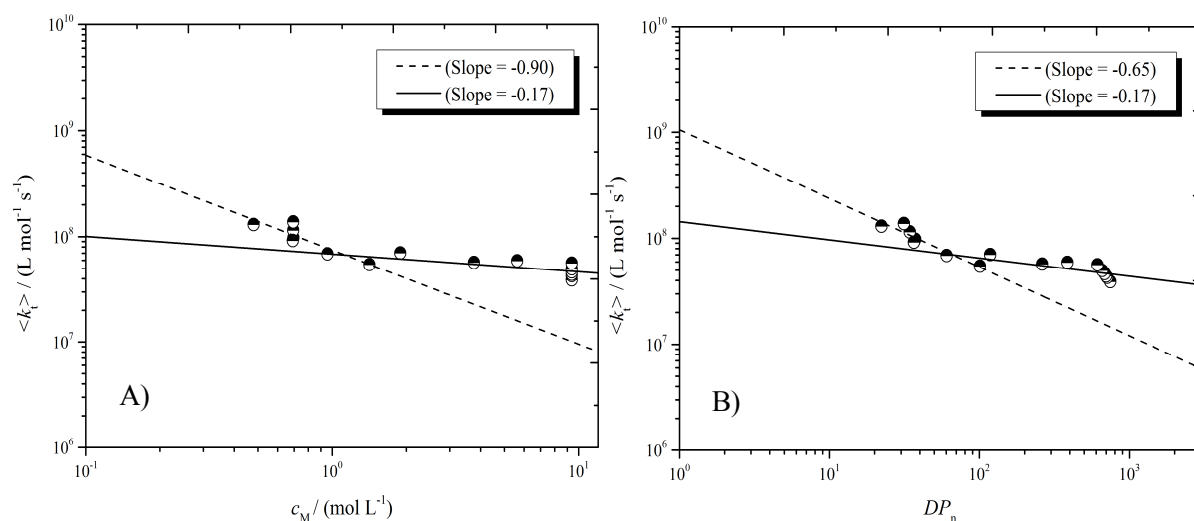 10^10
10^9
10^8
10^7
10^6
<k_t> / (L mol^-1 s^-1)
(Slope = -0.90)
(Slope = -0.17)
A)
10^-1
10^0
10^1
c_M / (mol L^-1)
10^10
10^9
10^8
10^7
10^6
<k_t> / (L mol^-1 s^-1)
(Slope = -0.65)
(Slope = -0.17)
B)
10^0
10^1
10^2
10^3
DP_n